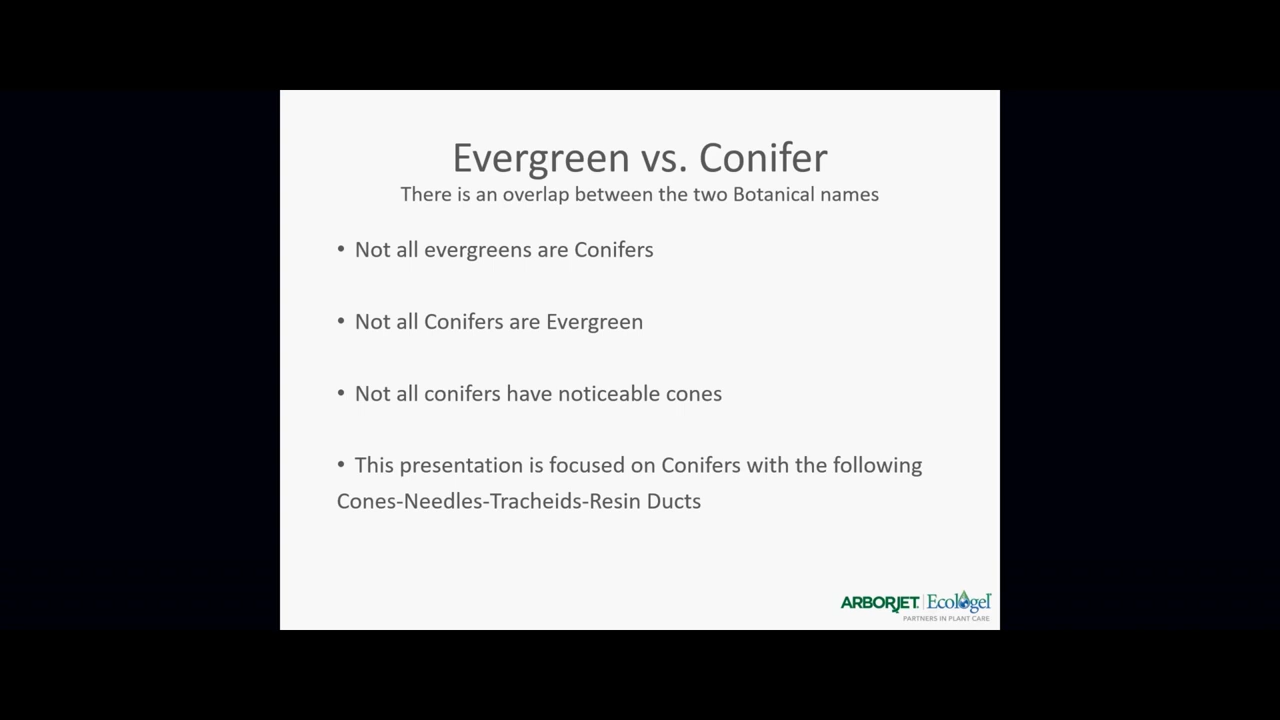 Evergreen vs. Conifer
There is an overlap between the two Botanical names
• Not all evergreens are Conifers
• Not all Conifers are Evergreen
• Not all conifers have noticeable cones
• This presentation is focused on Conifers with the following
Cones-Needles-Tracheids-Resin Ducts
ARBORJET | Ecologel
PARTNERS IN PLANT CARE